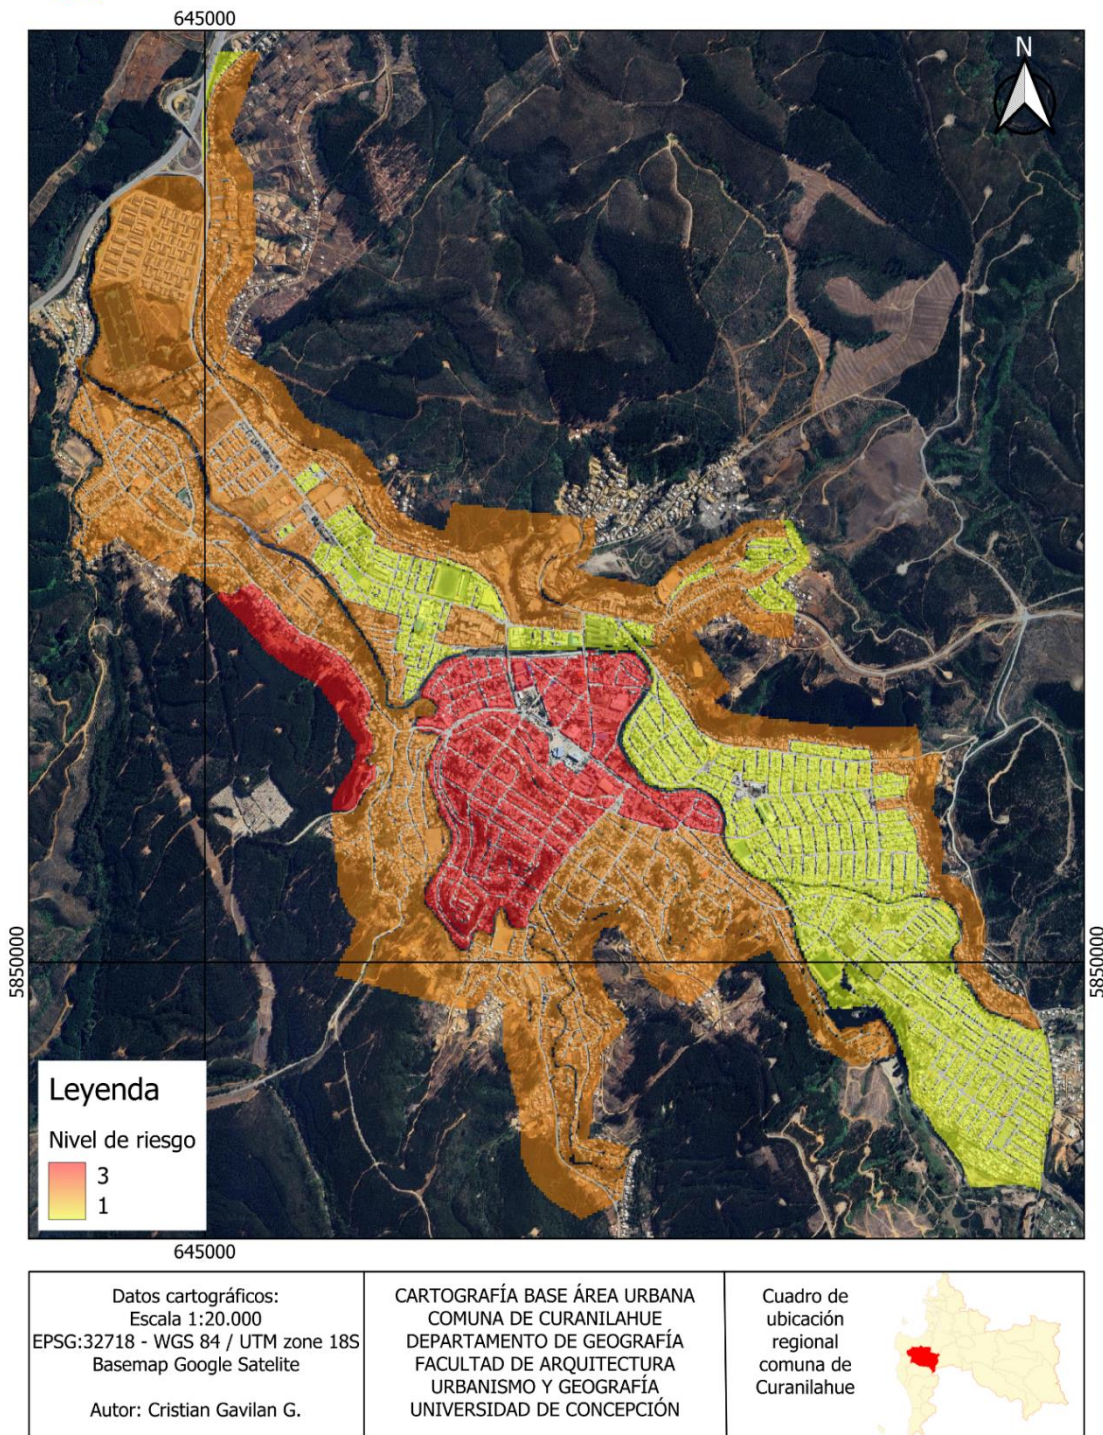 645000
N
5850000
5850000
Leyenda
Nivel de riesgo
3
1
645000
Datos cartográficos:
Escala 1:20.000
EPSG:32718 - WGS 84 / UTM zone 18S
Basemap Google Satelite
Autor: Cristian Gavilan G.
CARTOGRAFÍA BASE ÁREA URBANA
COMUNA DE CURANILAHUE
DEPARTAMENTO DE GEOGRAFÍA
FACULTAD DE ARQUITECTURA
URBANISMO Y GEOGRAFÍA
UNIVERSIDAD DE CONCEPCIÓN
Cuadro de
ubicación
regional
comuna de
Curanilahue